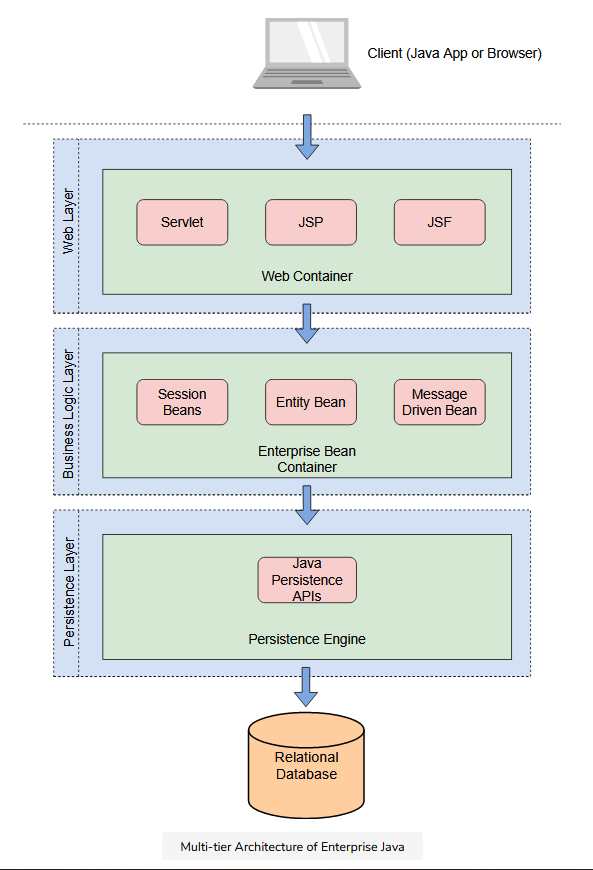 Client (Java App or Browser)
Web Layer
Servlet
JSP
JSF
Web Container
Business Logic Layer
Session
Beans
Entity Bean
Message
Driven Bean
Enterprise Bean
Container
Persistence Layer
Java
Persistence
APIs
Persistence Engine
Relational
Database
Multi-tier Architecture of Enterprise Java